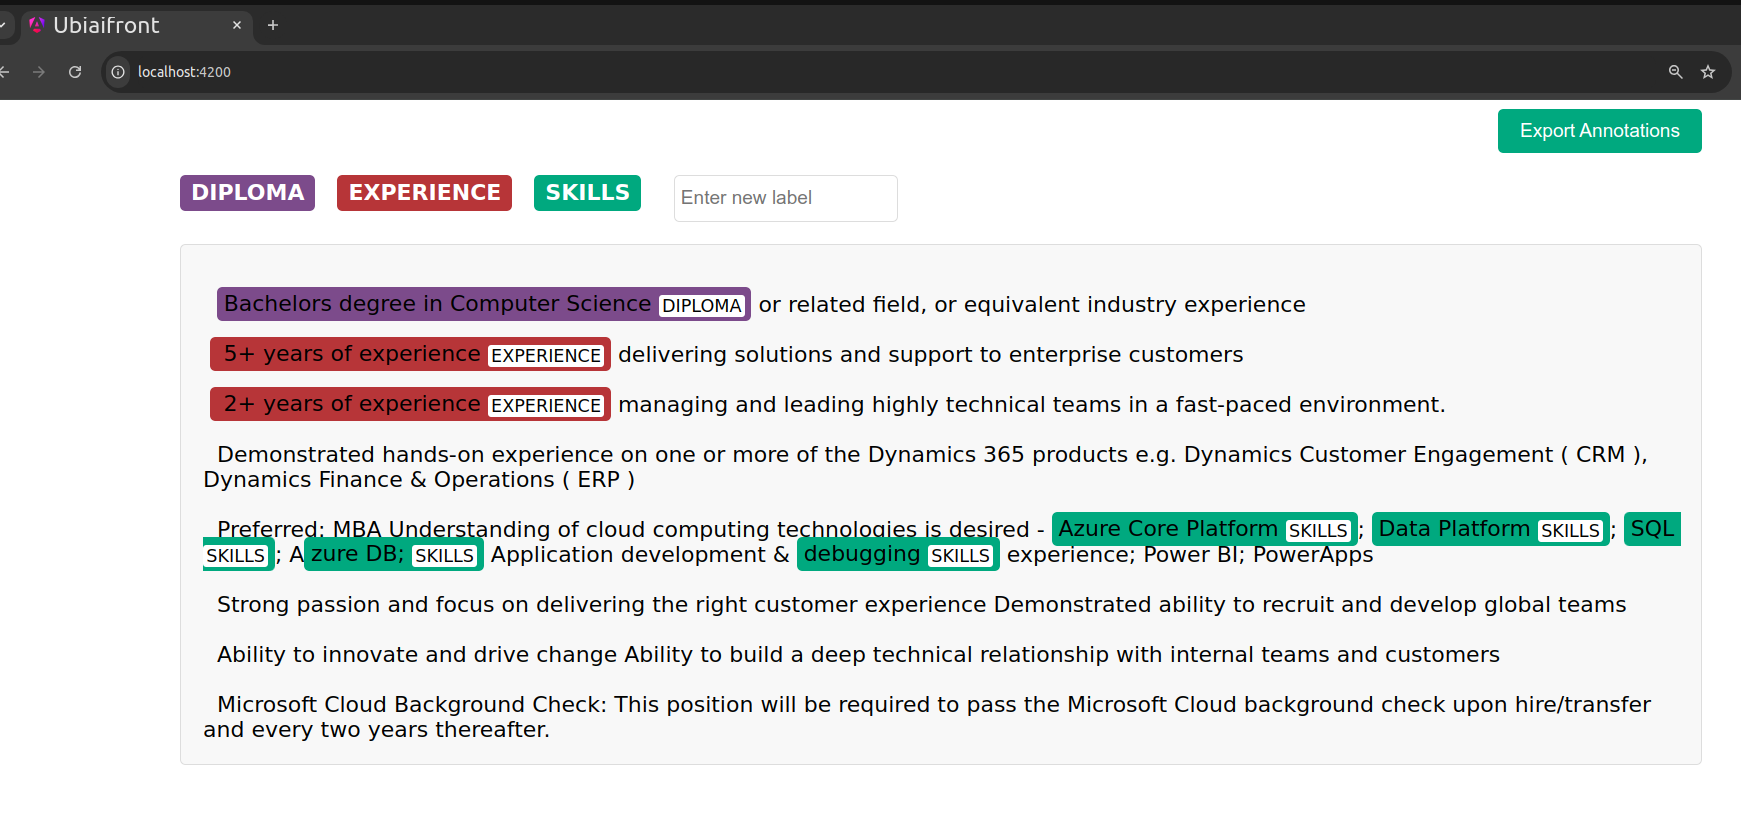 Ubiaifront
localhost:4200
Export Annotations
DIPLOMA EXPERIENCE SKILLS Enter new label
Bachelors degree in Computer Science DIPLOMA or related field, or equivalent industry experience
5+ years of experience EXPERIENCE delivering solutions and support to enterprise customers
2+ years of experience EXPERIENCE managing and leading highly technical teams in a fast-paced environment.
Demonstrated hands-on experience on one or more of the Dynamics 365 products e.g. Dynamics Customer Engagement ( CRM ),
Dynamics Finance & Operations ( ERP )
Preferred: MBA Understanding of cloud computing technologies is desired - Azure Core Platform SKILLS; Data Platform SKILLS; SQL
SKILLS; Azure DB; SKILLS Application development & debugging SKILLS experience; Power BI; PowerApps
Strong passion and focus on delivering the right customer experience Demonstrated ability to recruit and develop global teams
Ability to innovate and drive change Ability to build a deep technical relationship with internal teams and customers
Microsoft Cloud Background Check: This position will be required to pass the Microsoft Cloud background check upon hire/transfer
and every two years thereafter.